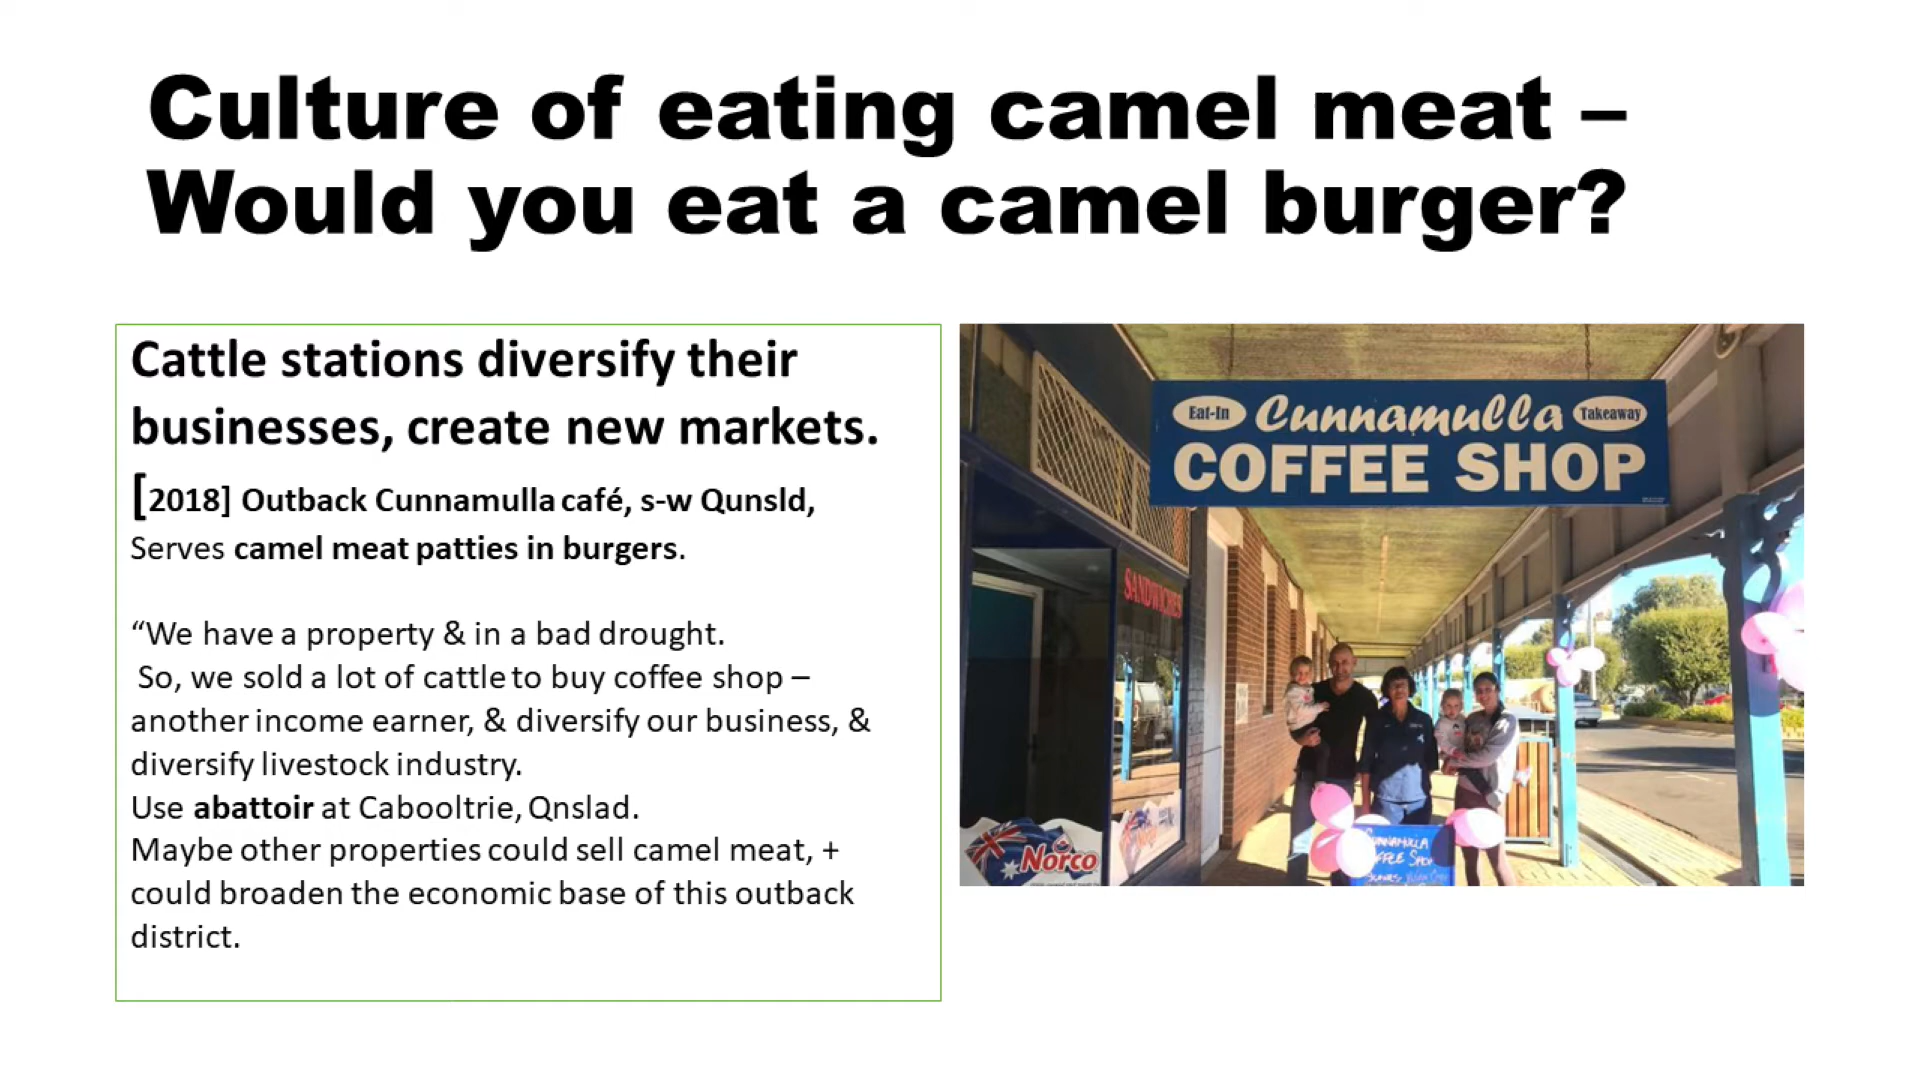 Culture of eating camel meat –
Would you eat a camel burger?
Cattle stations diversify their
businesses, create new markets.
[2018] Outback Cunnamulla café, s-w Qunsld,
Serves camel meat patties in burgers.
“We have a property & in a bad drought.
So, we sold a lot of cattle to buy coffee shop –
another income earner, & diversify our business, &
diversify livestock industry.
Use abattoir at Cabooltrie, Qnslad.
Maybe other properties could sell camel meat, +
could broaden the economic base of this outback
district.
Eat-In Cunnamulla Takeaway
COFFEE SHOP
SANDWICHES
Norco
CUNNAMULLA
COFFEE SHOP